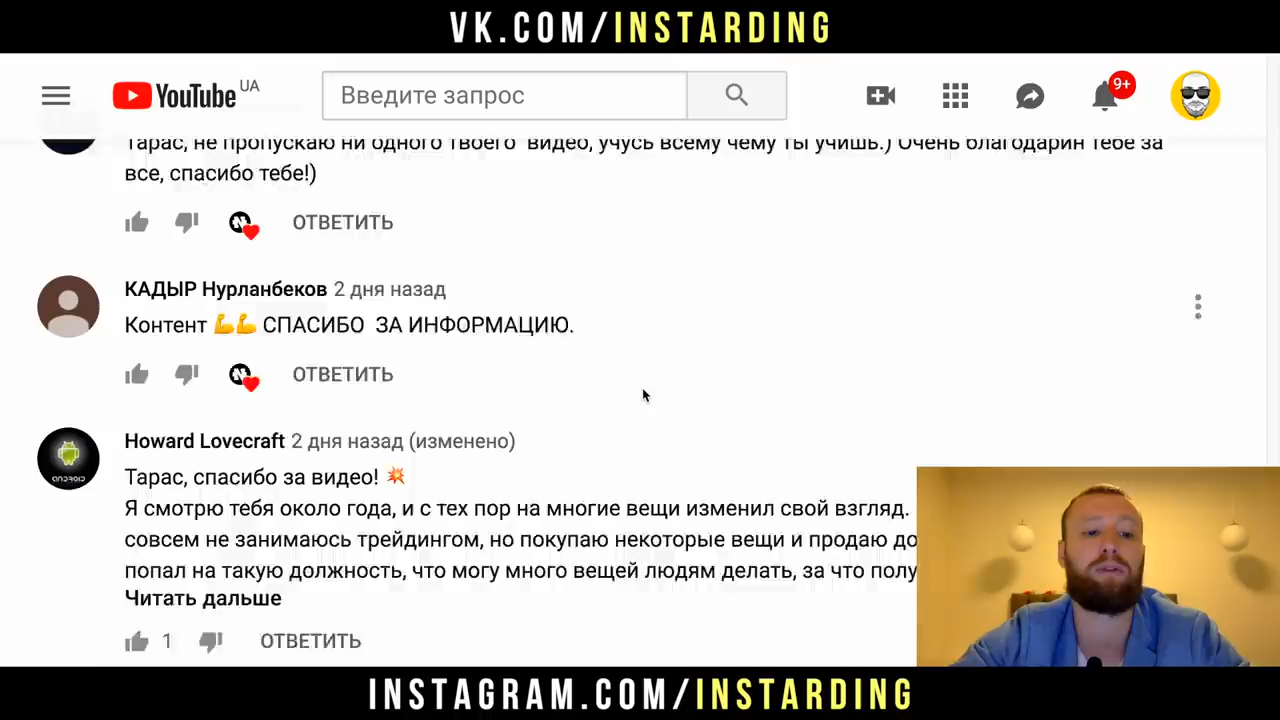 VK.COM/INSTARDING
YouTube UA
Введите запрос
9+
Тарас, не пропускаю ни одного твоего видео, учусь всему чему ты учишь.) Очень благодарин тебе за
все, спасибо тебе!)
ОТВЕТИТЬ
КАДЫР Нурланбеков 2 дня назад
Контент 💪💪 СПАСИБО ЗА ИНФОРМАЦИЮ.
ОТВЕТИТЬ
Howard Lovecraft 2 дня назад (изменено)
Тарас, спасибо за видео! 💥
Я смотрю тебя около года, и с тех пор на многие вещи изменил свой взгляд.
совсем не занимаюсь трейдингом, но покупаю некоторые вещи и продаю до
попал на такую должность, что могу много вещей людям делать, за что полу
Читать дальше
1 ОТВЕТИТЬ
INSTAGRAM.COM/INSTARDING